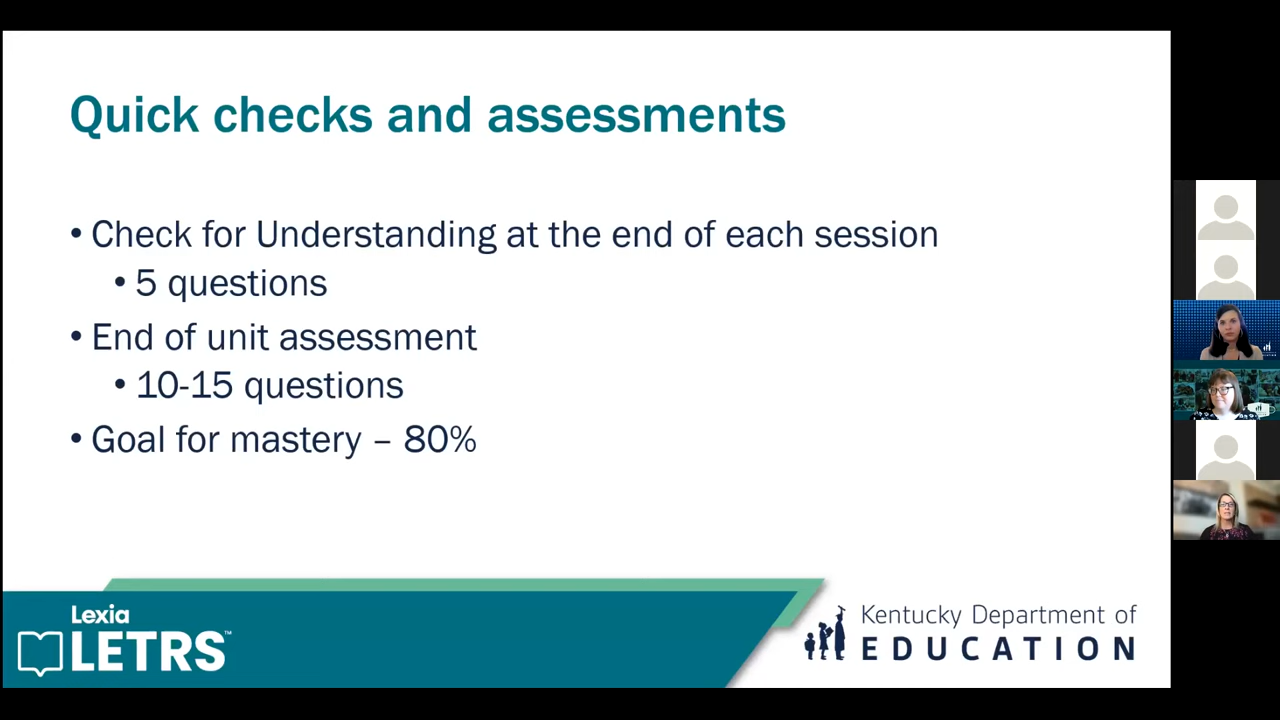 Quick checks and assessments
• Check for Understanding at the end of each session
• 5 questions
• End of unit assessment
• 10-15 questions
• Goal for mastery – 80%
Lexia
LETRS™
Kentucky Department of
EDUCATION